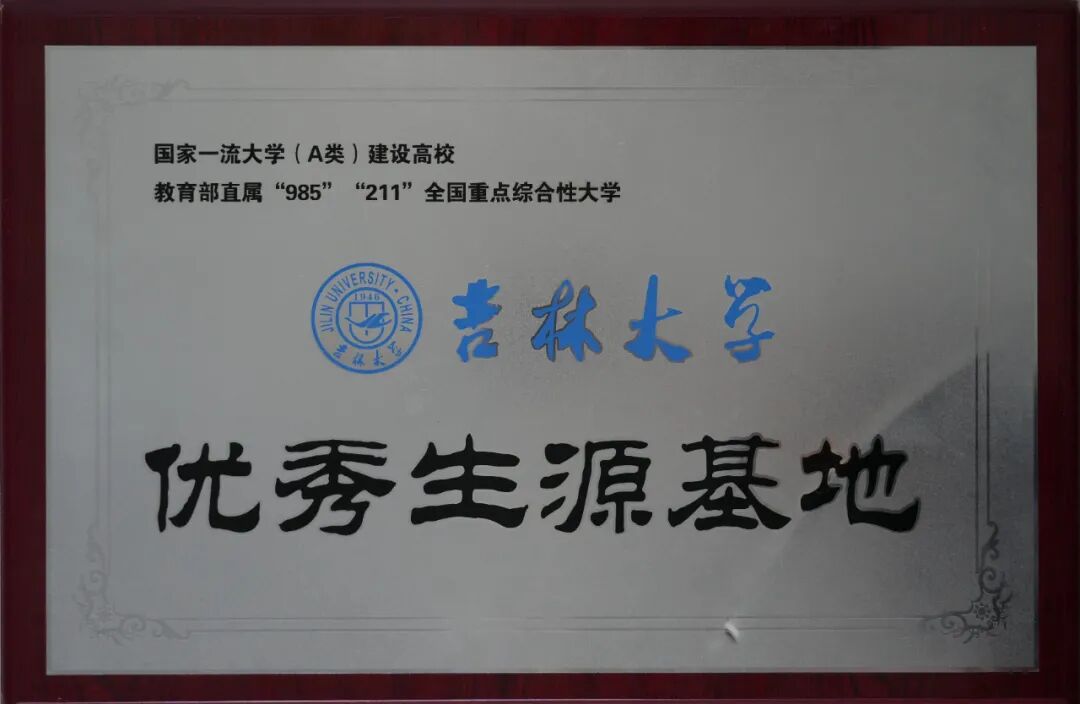 国家一流大学（A类）建设高校
教育部直属“985”“211”全国重点综合性大学
JILIN UNIVERSITY · CHINA
1946
吉林大学
吉林大学
优秀生源基地